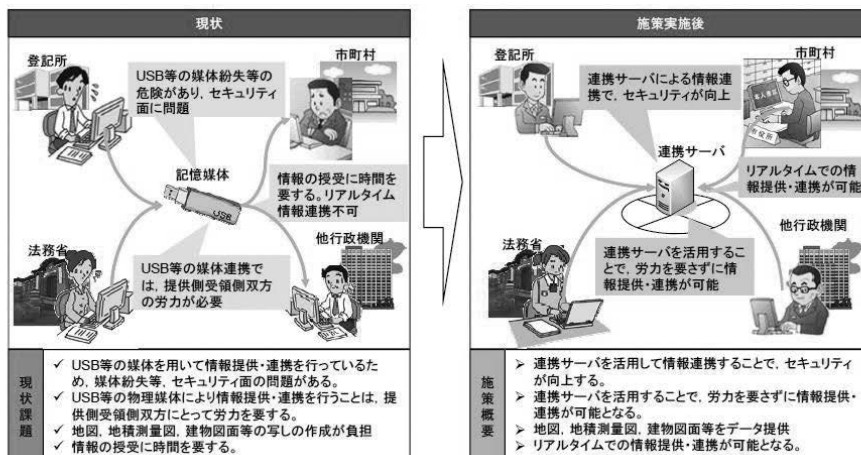 現状
登記所
市町村
USB等の媒体紛失等の
危険があり，セキュリティ
面に問題
記憶媒体
USB
情報の授受に時間を
要する。リアルタイム
情報連携不可
法務省
他行政機関
USB等の媒体連携で
は，提供側受領側双方
の労力が必要
現状課題
✓ USB等の媒体を用いて情報提供・連携を行っているた
め，媒体紛失等，セキュリティ面の問題がある。
✓ USB等の物理媒体により情報提供・連携を行うことは，提
供側受領側双方にとって労力を要する。
✓ 地図，地積測量図，建物図面等の写しの作成が負担
✓ 情報の授受に時間を要する。
施策実施後
登記所
市町村
連携サーバによる情報連
携で，セキュリティが向上
市役所
連携サーバ
リアルタイムでの情
報提供・連携が可能
法務省
他行政機関
連携サーバを活用するこ
とで，労力を要さずに情
報提供・連携が可能
施策概要
➢ 連携サーバを活用して情報連携することで，セキュリティ
が向上する。
➢ 連携サーバを活用することで，労力を要さずに情報提供・
連携が可能となる。
➢ 地図，地積測量図，建物図面等をデータ提供
➢ リアルタイムでの情報提供・連携が可能となる。